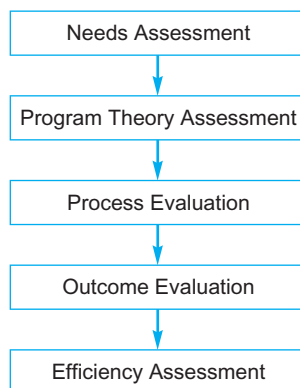 Needs Assessment
Program Theory Assessment
Process Evaluation
Outcome Evaluation
Efficiency Assessment